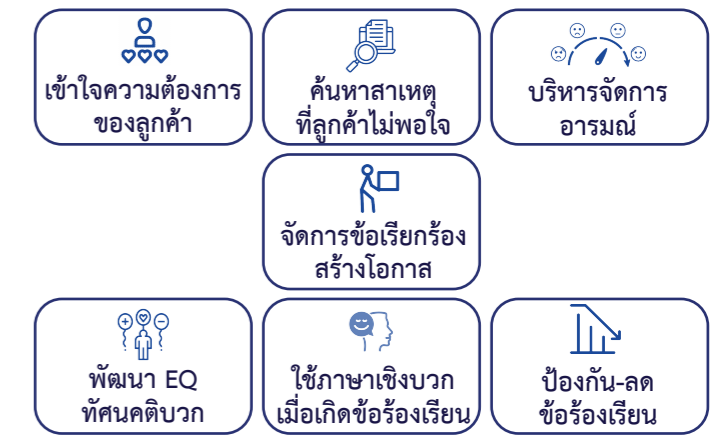 เข้าใจความต้องการ
ของลูกค้า
ค้นหาสาเหตุ
ที่ลูกค้าไม่พอใจ
บริหารจัดการ
อารมณ์
จัดการข้อเรียกร้อง
สร้างโอกาส
พัฒนา EQ
ทัศนคติบวก
ใช้ภาษาเชิงบวก
เมื่อเกิดข้อร้องเรียน
ป้องกัน-ลด
ข้อร้องเรียน